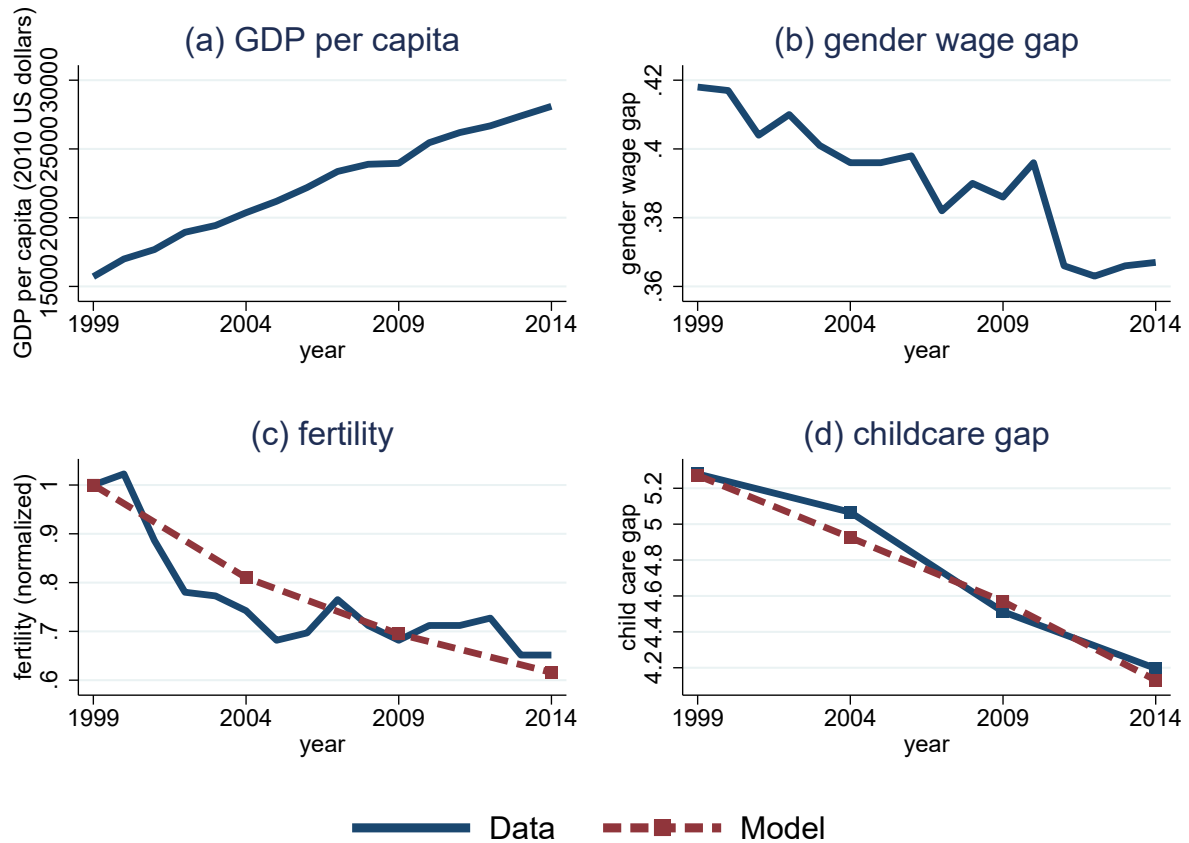 (a) GDP per capita
GDP per capita (2010 US dollars)
30000
25000
20000
15000
1999 2004 2009 2014
year
(b) gender wage gap
gender wage gap
.42
.4
.38
.36
1999 2004 2009 2014
year
(c) fertility
fertility (normalized)
1
.9
.8
.7
.6
1999 2004 2009 2014
year
(d) childcare gap
child care gap
5.2
5
4.8
4.6
4.4
4.2
1999 2004 2009 2014
year
Data Model